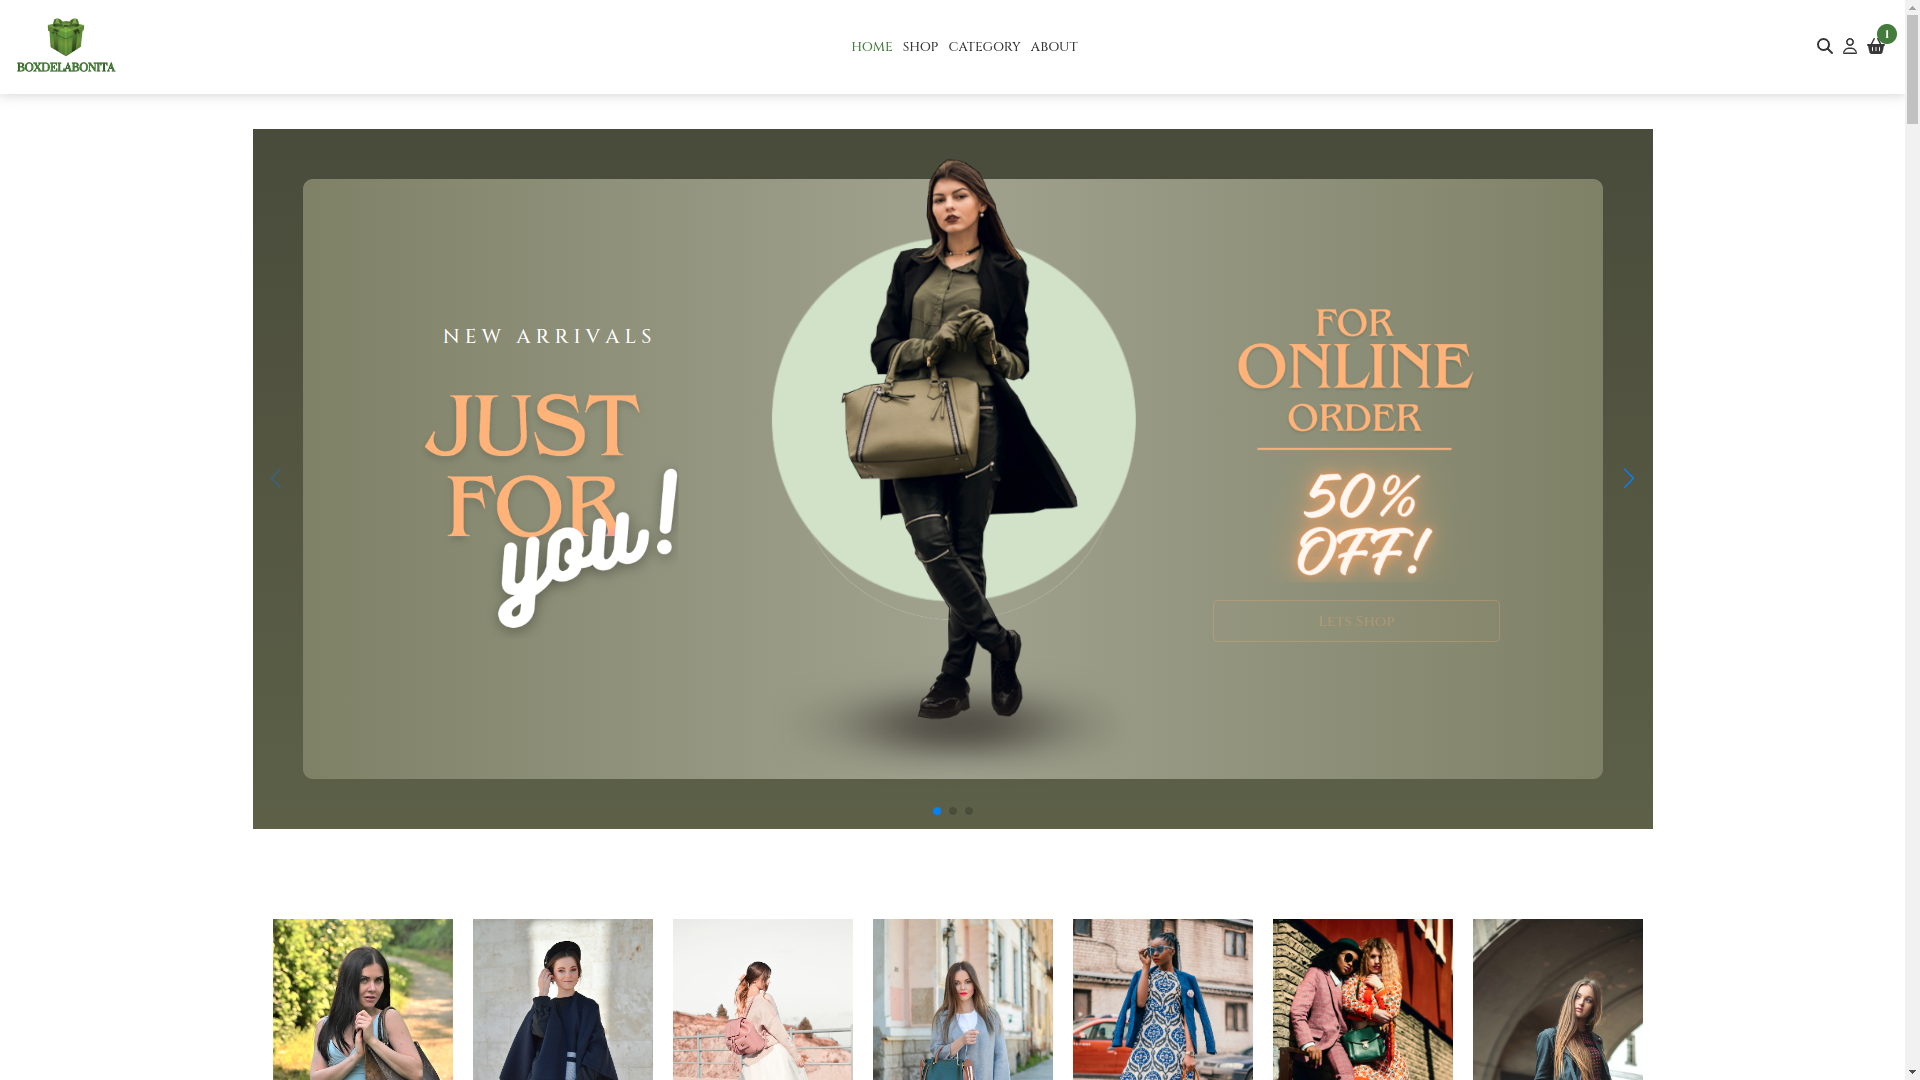 BOXDELABONITA
HOME SHOP CATEGORY ABOUT
1
NEW ARRIVALS
JUST
FOR
you!
FOR
ONLINE
ORDER
50%
OFF!
LETS SHOP